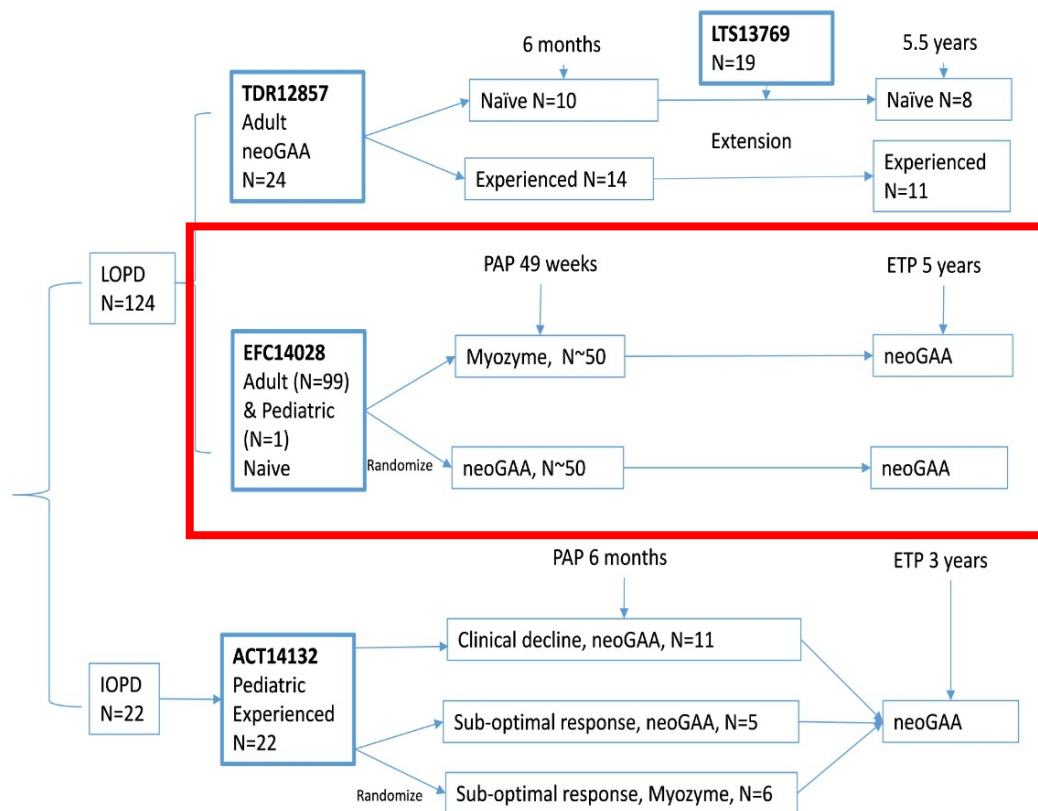 6 months
LTS13769
N=19
5.5 years
TDR12857
Adult
neoGAA
N=24
Naïve N=10
Naïve N=8
Extension
Experienced N=14
Experienced
N=11
LOPD
N=124
PAP 49 weeks
ETP 5 years
EFC14028
Adult (N=99)
& Pediatric
(N=1)
Naive
Myozyme,  N~50
neoGAA
Randomize
neoGAA, N~50
neoGAA
PAP 6 months
ETP 3 years
IOPD
N=22
ACT14132
Pediatric
Experienced
N=22
Clinical decline, neoGAA, N=11
Sub-optimal response, neoGAA, N=5
neoGAA
Randomize
Sub-optimal response, Myozyme, N=6